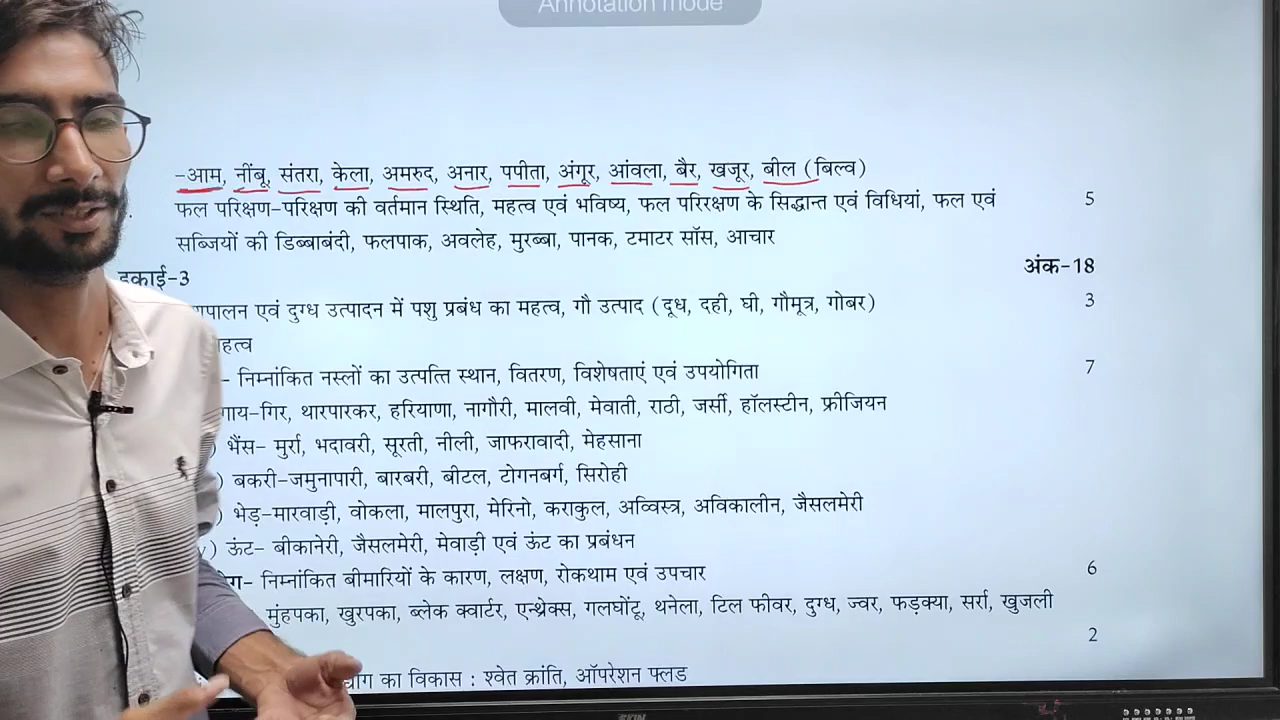 Annotation mode
-आम, नींबू, संतरा, केला, अमरुद, अनार, पपीता, अंगूर, आंवला, बैर, खजूर, बील (बिल्व)
फल परिक्षण-परिक्षण की वर्तमान स्थिति, महत्व एवं भविष्य, फल परिरक्षण के सिद्धान्त एवं विधियां, फल एवं 5
सब्जियों की डिब्बाबंदी, फलपाक, अवलेह, मुरब्बा, पानक, टमाटर सॉस, आचार
इकाई-3 अंक-18
पालन एवं दुग्ध उत्पादन में पशु प्रबंध का महत्व, गौ उत्पाद (दूध, दही, घी, गौमूत्र, गोबर) 3
हत्व
- निम्नांकित नस्लों का उत्पत्ति स्थान, वितरण, विशेषताएं एवं उपयोगिता 7
गाय-गिर, थारपारकर, हरियाणा, नागौरी, मालवी, मेवाती, राठी, जर्सी, हॉलस्टीन, फ्रीजियन
) भैंस- मुर्रा, भदावरी, सूरती, नीली, जाफरावादी, मेहसाना
) बकरी-जमुनापारी, बारबरी, बीटल, टोगनबर्ग, सिरोही
) भेड़-मारवाड़ी, वोकला, मालपुरा, मेरिनो, कराकुल, अव्विस्त्र, अविकालीन, जैसलमेरी
) ऊंट- बीकानेरी, जैसलमेरी, मेवाड़ी एवं ऊंट का प्रबंधन
- निम्नांकित बीमारियों के कारण, लक्षण, रोकथाम एवं उपचार 6
मुंहपका, खुरपका, ब्लेक क्वार्टर, एन्थ्रेक्स, गलघोंटू, थनेला, टिल फीवर, दुग्ध, ज्वर, फड़क्या, सर्रा, खुजली
2
का विकास : श्वेत क्रांति, ऑपरेशन फ्लड